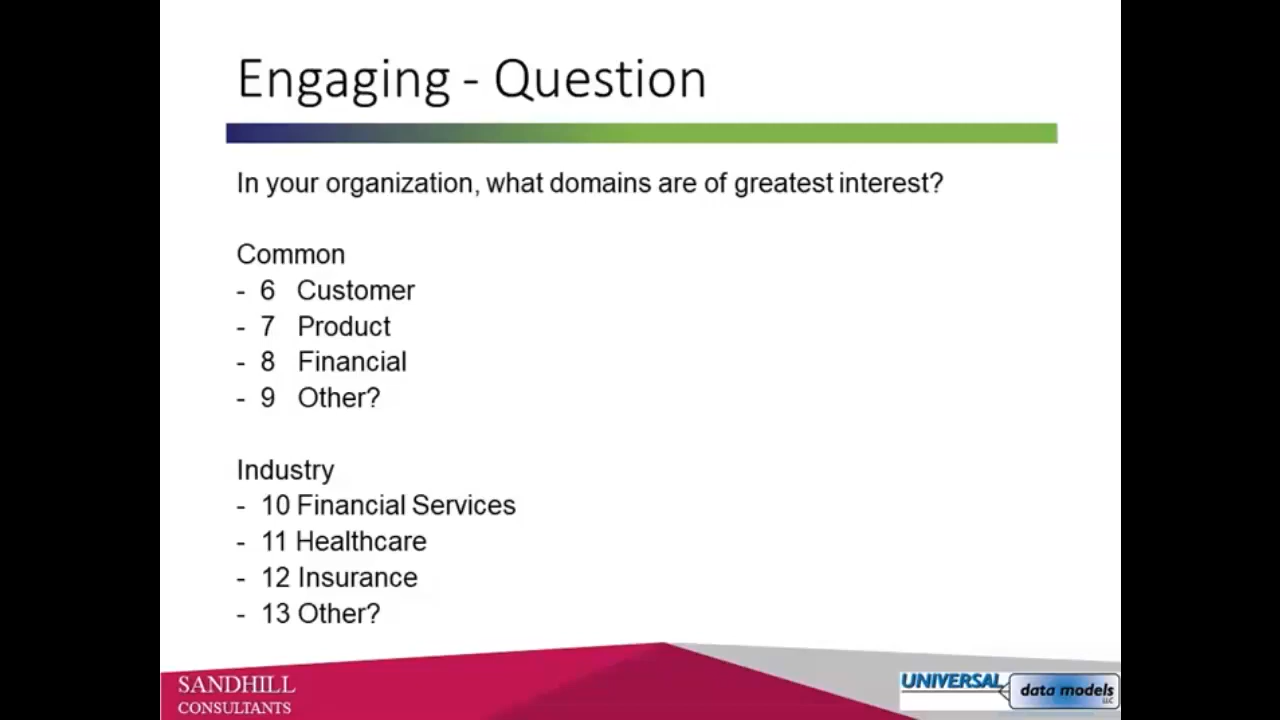 Engaging - Question
In your organization, what domains are of greatest interest?
Common
- 6 Customer
- 7 Product
- 8 Financial
- 9 Other?
Industry
- 10 Financial Services
- 11 Healthcare
- 12 Insurance
- 13 Other?
SANDHILL
CONSULTANTS
UNIVERSAL
data models
LLC